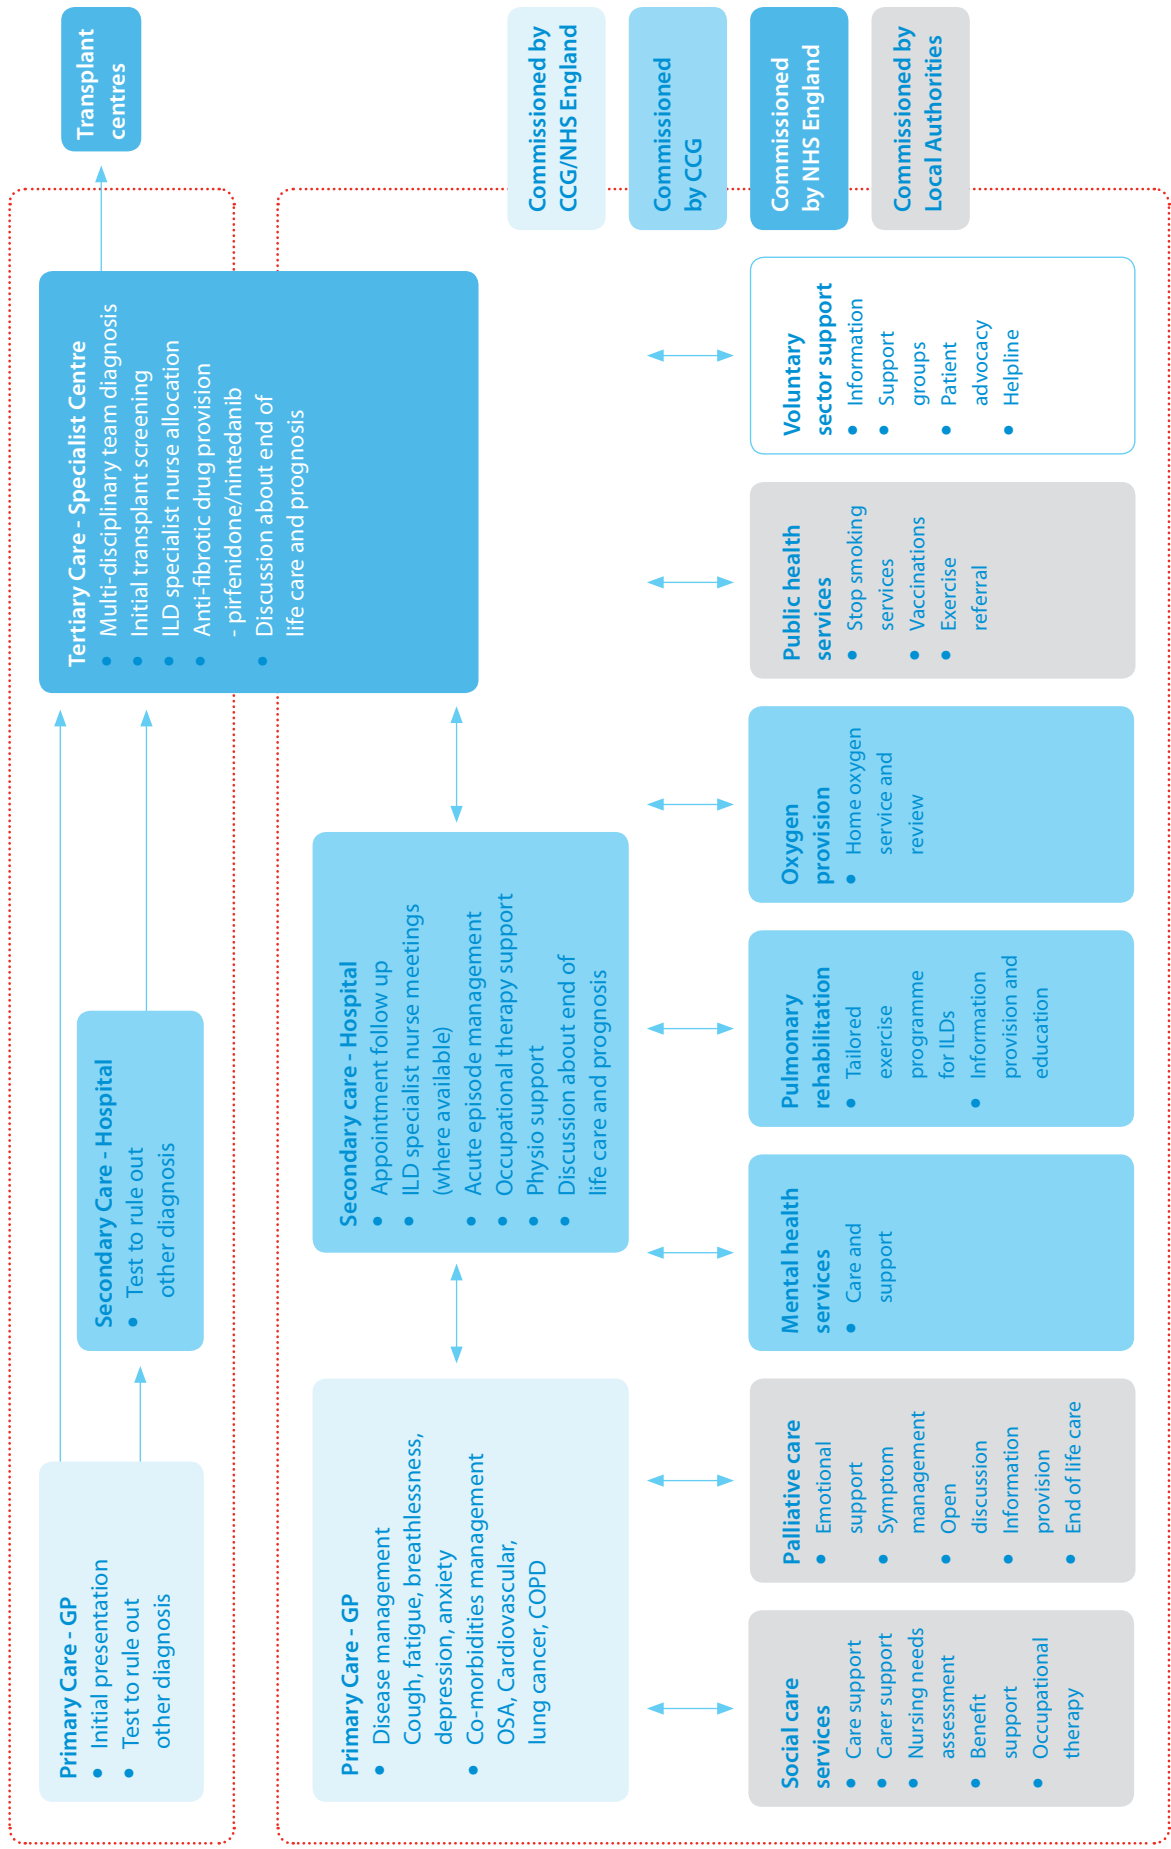 Primary Care - GP
Initial presentation
Test to rule out
other diagnosis
Secondary Care - Hospital
Test to rule out
other diagnosis
Tertiary Care - Specialist Centre
Multi-disciplinary team diagnosis
Initial transplant screening
ILD specialist nurse allocation
Anti-fibrotic drug provision
- pirfenidone/nintedanib
Discussion about end of
life care and prognosis
Transplant
centres
Primary Care - GP
Disease management
Cough, fatigue, breathlessness,
depression, anxiety
Co-morbidities management
OSA, Cardiovascular,
lung cancer, COPD
Secondary care - Hospital
Appointment follow up
ILD specialist nurse meetings
(where available)
Acute episode management
Occupational therapy support
Physio support
Discussion about end of
life care and prognosis
Social care
services
Care support
Carer support
Nursing needs
assessment
Benefit
support
Occupational
therapy
Palliative care
Emotional
support
Symptom
management
Open
discussion
Information
provision
End of life care
Mental health
services
Care and
support
Pulmonary
rehabilitation
Tailored
exercise
programme
for ILDs
Information
provision and
education
Oxygen
provision
Home oxygen
service and
review
Public health
services
Stop smoking
services
Vaccinations
Exercise
referral
Voluntary
sector support
Information
Support
groups
Patient
advocacy
Helpline
Commissioned by
CCG/NHS England
Commissioned
by CCG
Commissioned
by NHS England
Commissioned by
Local Authorities